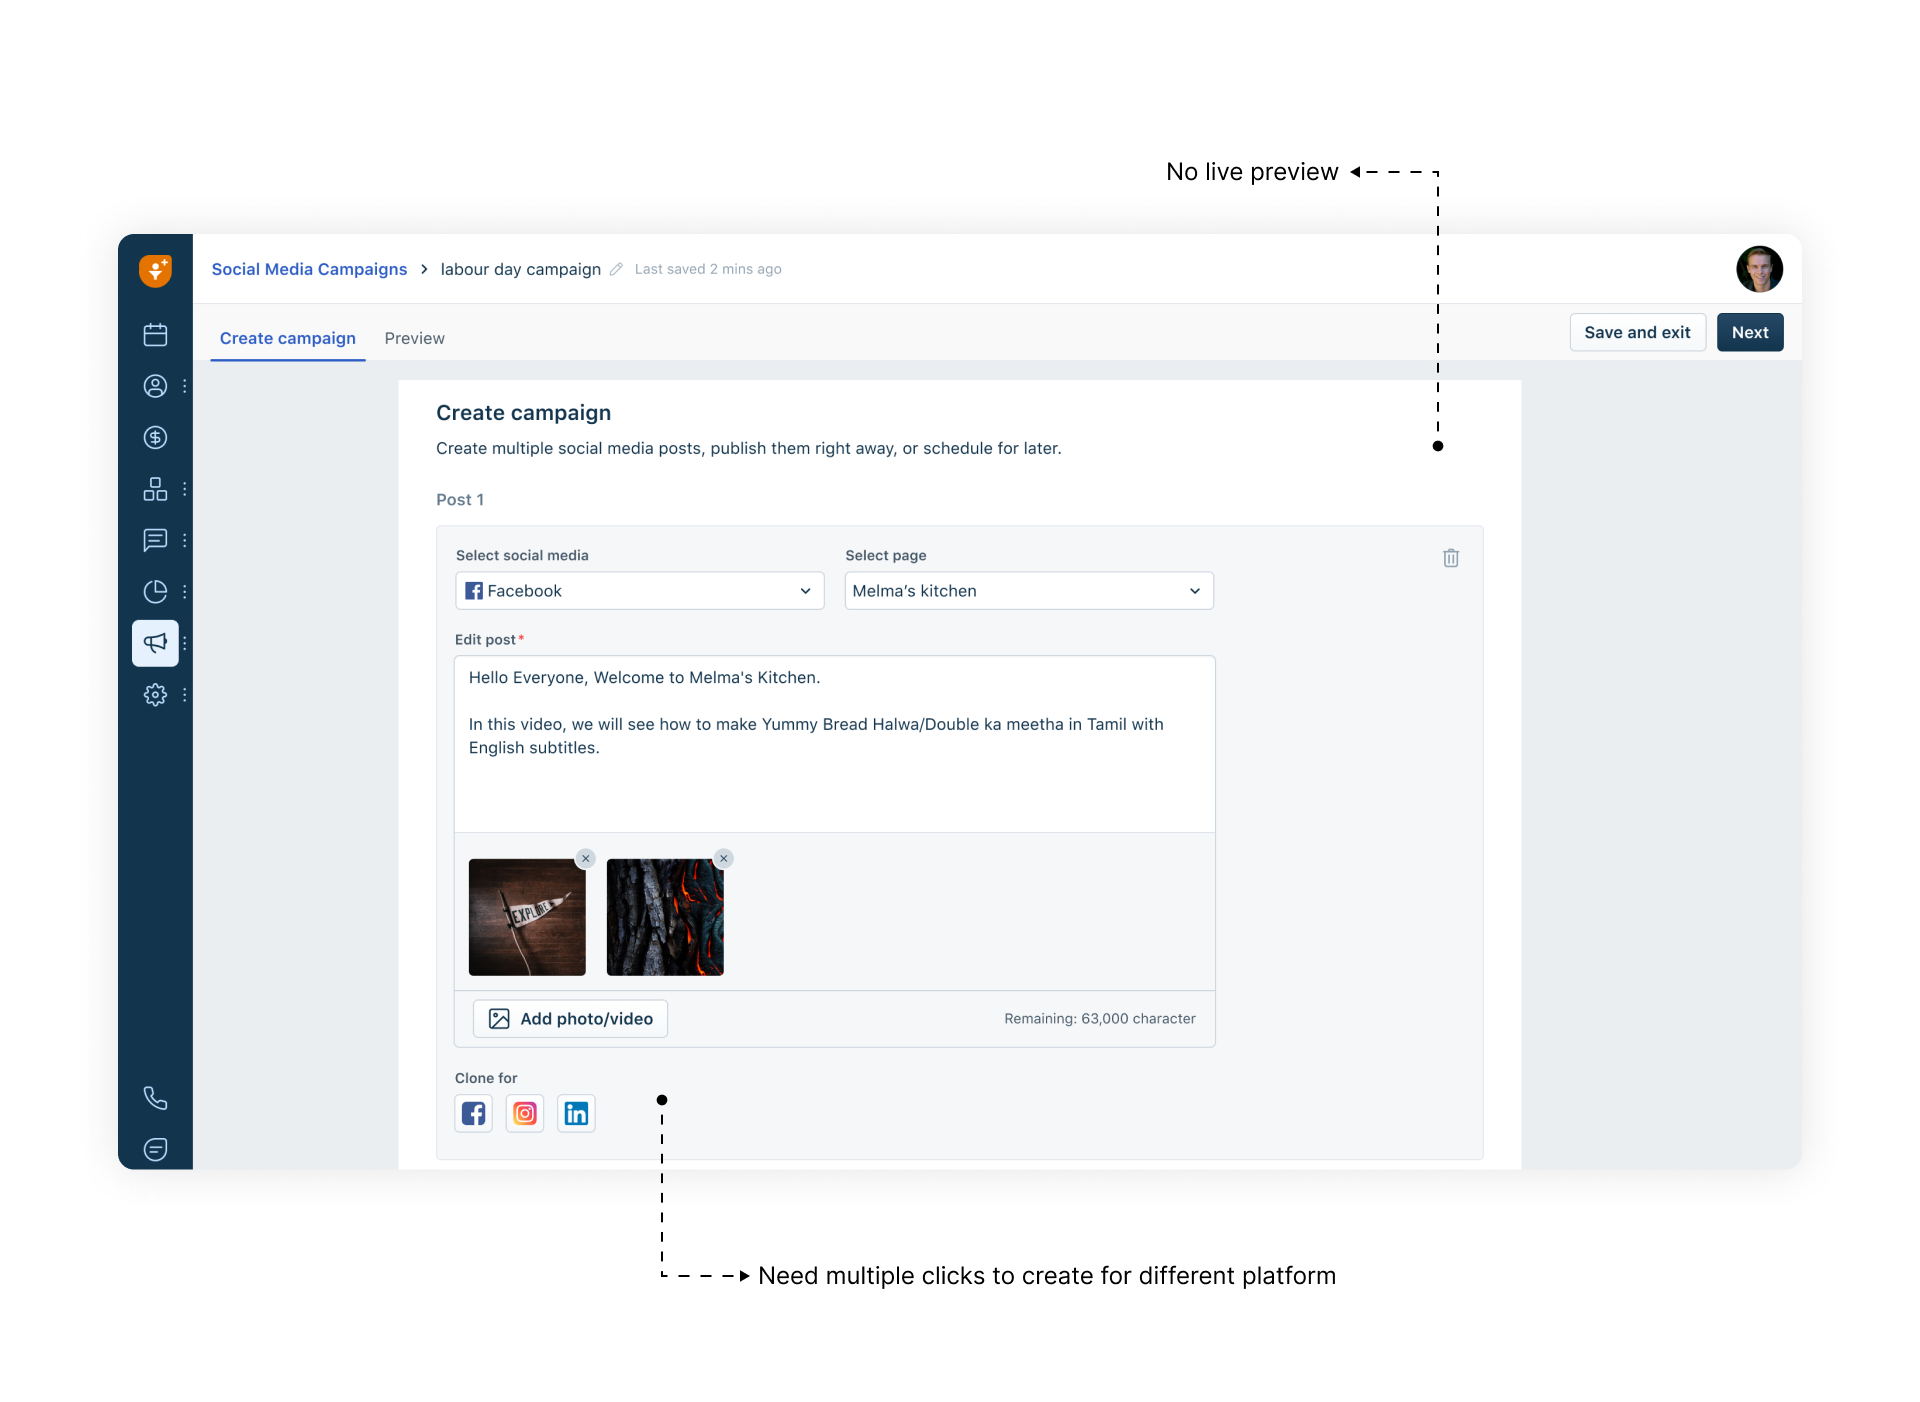 No live preview
Social Media Campaigns > labour day campaign Last saved 2 mins ago
Create campaign Preview Save and exit Next
Create campaign
Create multiple social media posts, publish them right away, or schedule for later.
Post 1
Select social media Select page
Facebook Melma’s kitchen
Edit post*
Hello Everyone, Welcome to Melma's Kitchen.
In this video, we will see how to make Yummy Bread Halwa/Double ka meetha in Tamil with
English subtitles.
EXPLORE
Add photo/video Remaining: 63,000 character
Clone for
in
Need multiple clicks to create for different platform